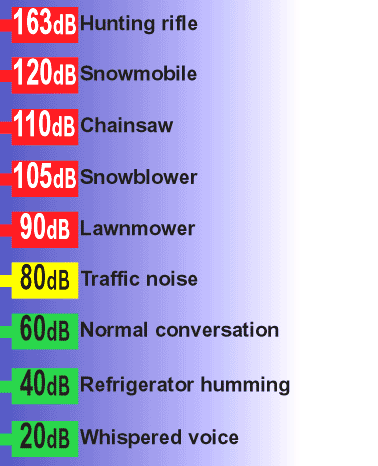 163dB Hunting rifle
120dB Snowmobile
110dB Chainsaw
105dB Snowblower
90dB Lawnmower
80dB Traffic noise
60dB Normal conversation
40dB Refrigerator humming
20dB Whispered voice